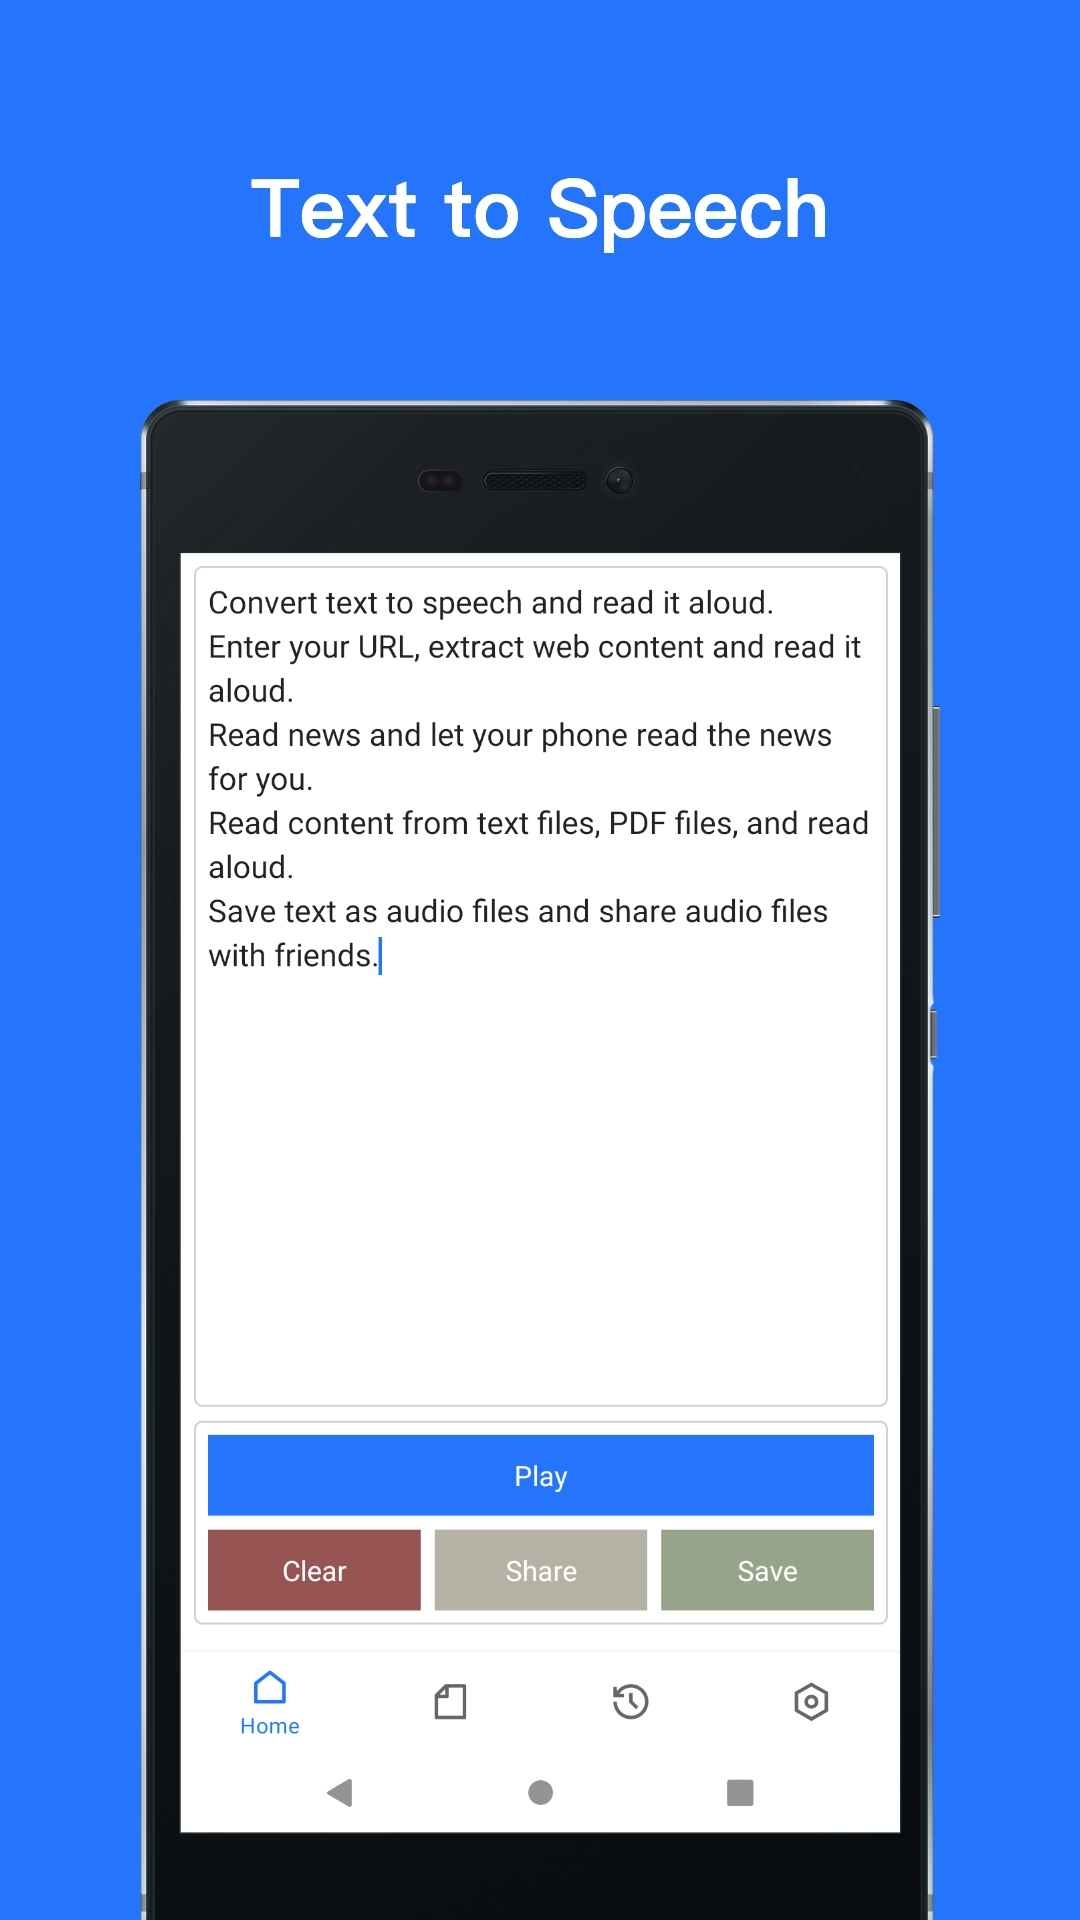 Text to Speech
Convert text to speech and read it aloud.
Enter your URL, extract web content and read it
aloud.
Read news and let your phone read the news
for you.
Read content from text files, PDF files, and read
aloud.
Save text as audio files and share audio files
with friends.
Play
Clear Share Save
Home